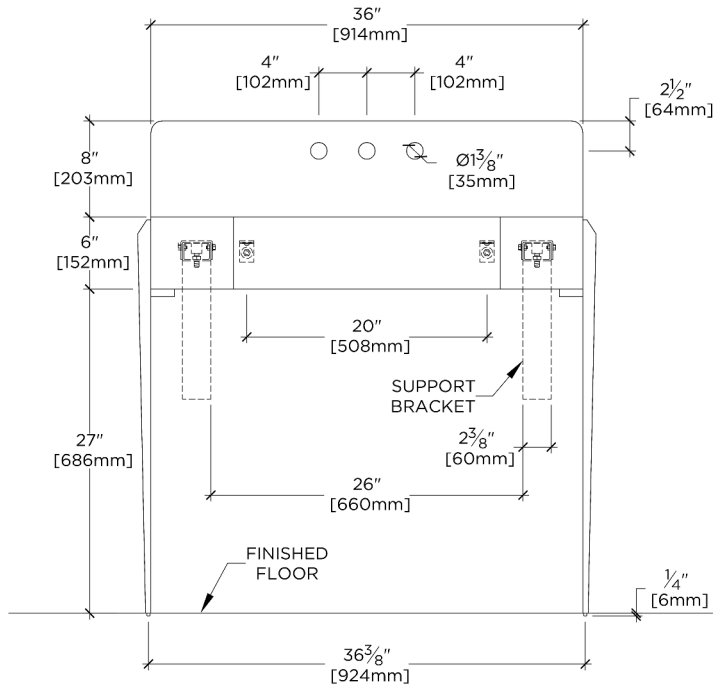 36"
[914mm]
4"
[102mm]
4"
[102mm]
2½"
[64mm]
8"
[203mm]
Ø1⅜"
[35mm]
6"
[152mm]
20"
[508mm]
SUPPORT
BRACKET
27"
[686mm]
2⅜"
[60mm]
26"
[660mm]
FINISHED
FLOOR
¼"
[6mm]
36⅜"
[924mm]